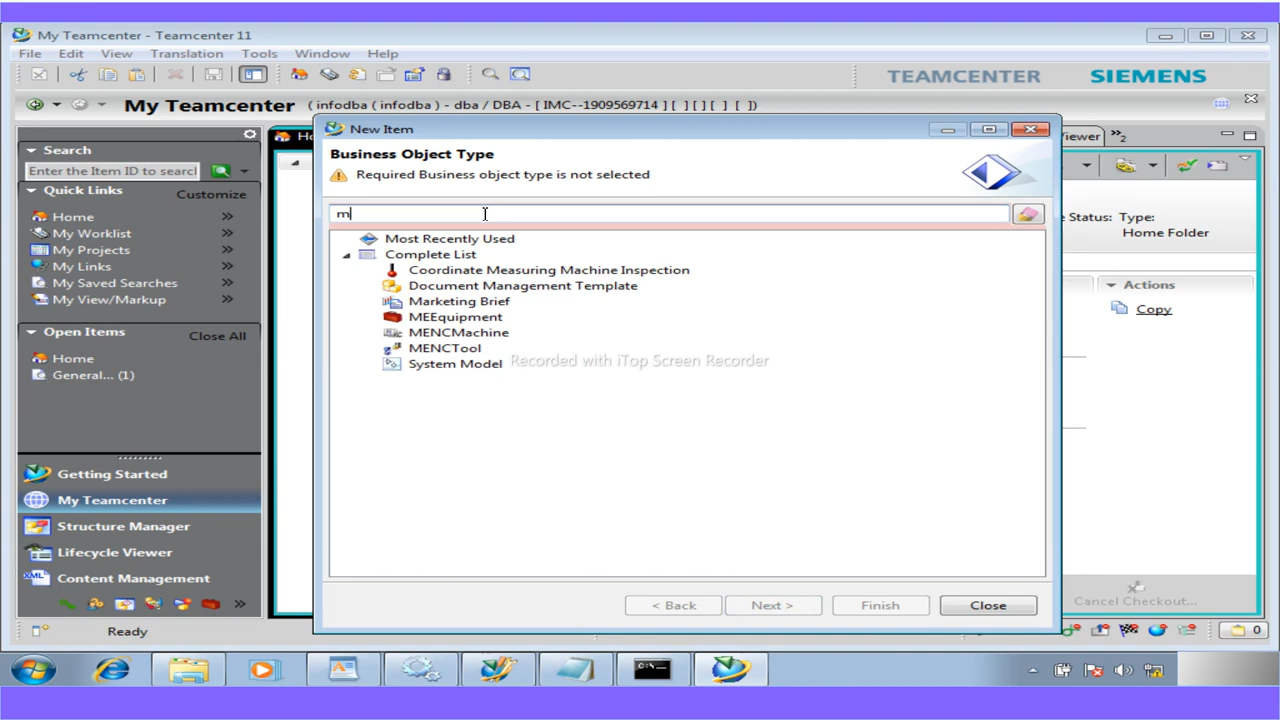 My Teamcenter - Teamcenter 11
File Edit View Translation Tools Window Help
TEAMCENTER SIEMENS
My Teamcenter ( infodba ( infodba ) - dba / DBA - [ IMC--1909569714 ] [ ] [ ] [ ] [ ])
Search
Enter the Item ID to searcl
Quick Links Customize
Home
My Worklist
My Projects
My Links
My Saved Searches
My View/Markup
Open Items Close All
Home
General... (1)
Getting Started
My Teamcenter
Structure Manager
Lifecycle Viewer
Content Management
Ready
Ho
New Item
Business Object Type
Required Business object type is not selected
m
Most Recently Used
Complete List
Coordinate Measuring Machine Inspection
Document Management Template
Marketing Brief
MEEquipment
MENCMachine
MENCTool
System Model
Recorded with iTop Screen Recorder
< Back Next > Finish Close
iewer 2
e Status: Type:
Home Folder
Actions
Copy
Cancel Checkout...
0